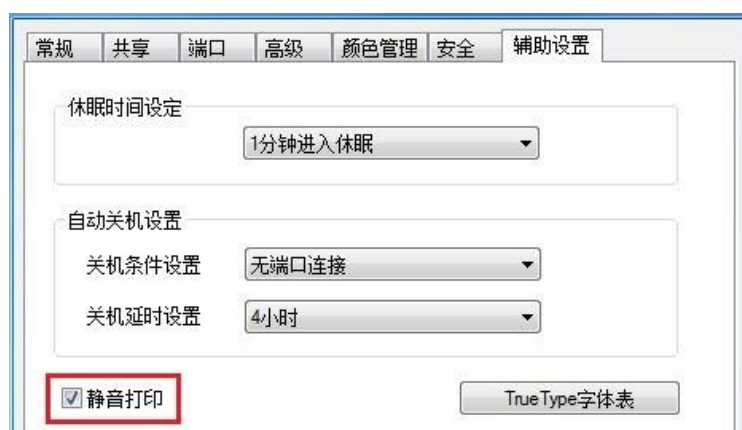 常规 共享 端口 高级 颜色管理 安全 辅助设置
休眠时间设定
1分钟进入休眠
自动关机设置
关机条件设置 无端口连接
关机延时设置 4小时
静音打印 TrueType字体表